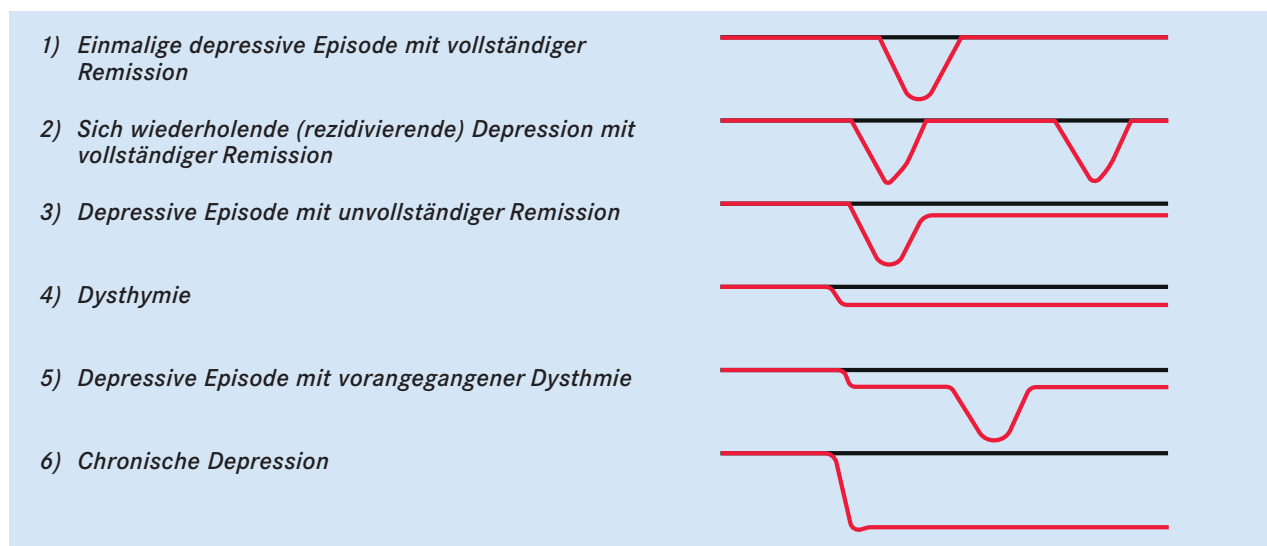 1) Einmalige depressive Episode mit vollständiger
Remission
2) Sich wiederholende (rezidivierende) Depression mit
vollständiger Remission
3) Depressive Episode mit unvollständiger Remission
4) Dysthymie
5) Depressive Episode mit vorangegangener Dysthmie
6) Chronische Depression